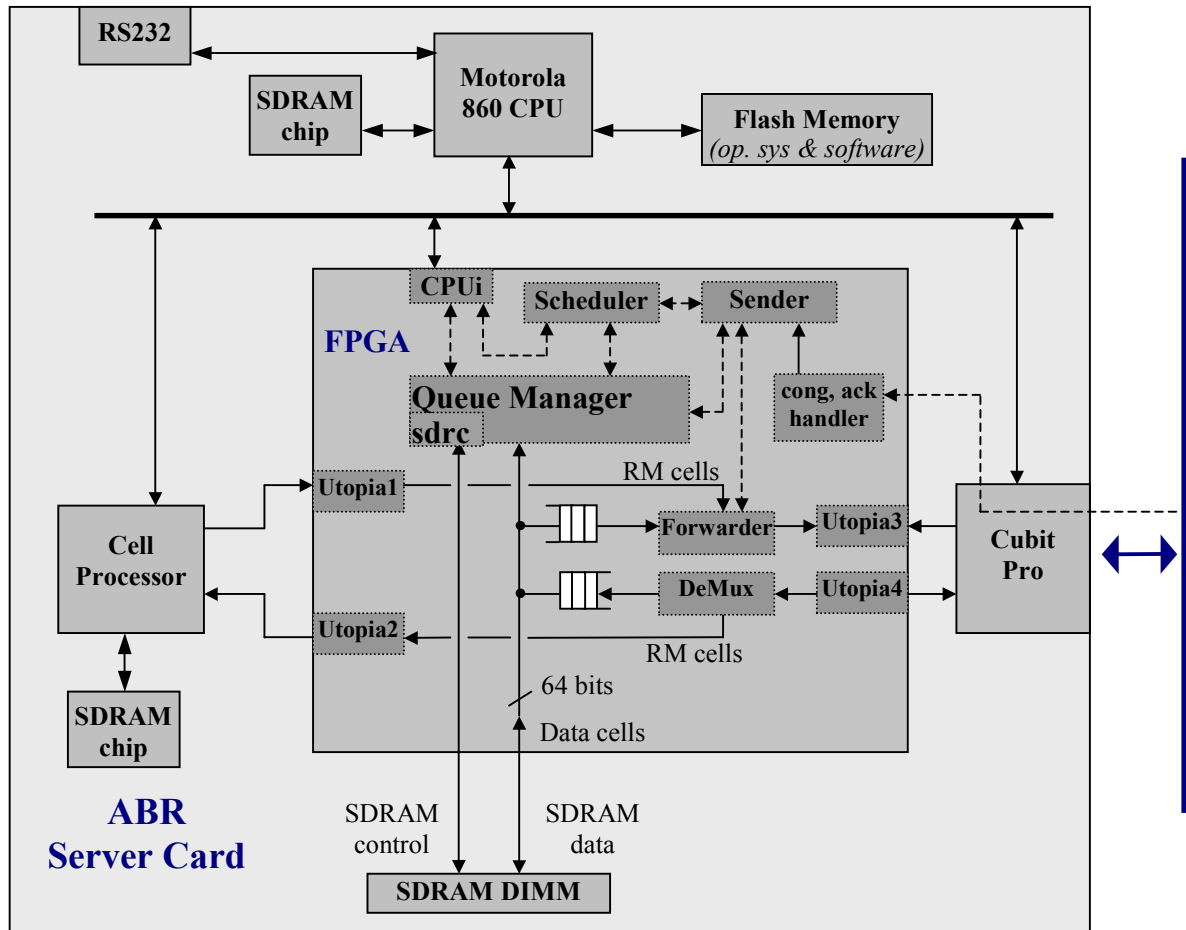 RS232
Motorola
860 CPU
SDRAM
chip
Flash Memory
(op. sys & software)
CPUi
Scheduler
Sender
FPGA
Queue Manager
sdrc
cong, ack
handler
RM cells
Utopia1
Forwarder
Utopia3
Cell
Processor
Cubit
Pro
DeMux
Utopia4
Utopia2
RM cells
64 bits
SDRAM
chip
Data cells
ABR
Server Card
SDRAM
control
SDRAM
data
SDRAM DIMM